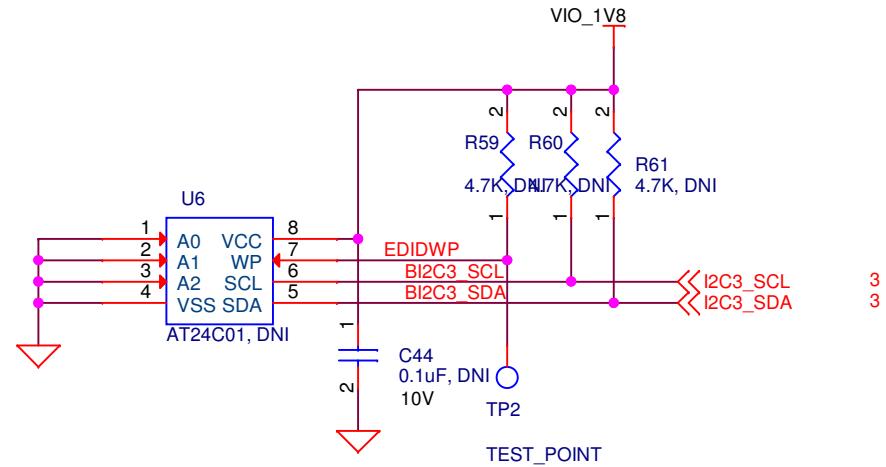 VIO_1V8
2
2
2
R59
R60
R61
4.7K, DNI
4.7K, DNI
4.7K, DNI
1
1
1
U6
1
A0
VCC
8
2
A1
WP
7
EDIDWP
3
A2
SCL
6
BI2C3_SCL
I2C3_SCL
3
4
VSS
SDA
5
BI2C3_SDA
I2C3_SDA
3
AT24C01, DNI
1
C44
0.1uF, DNI
2
10V
TP2
TEST_POINT